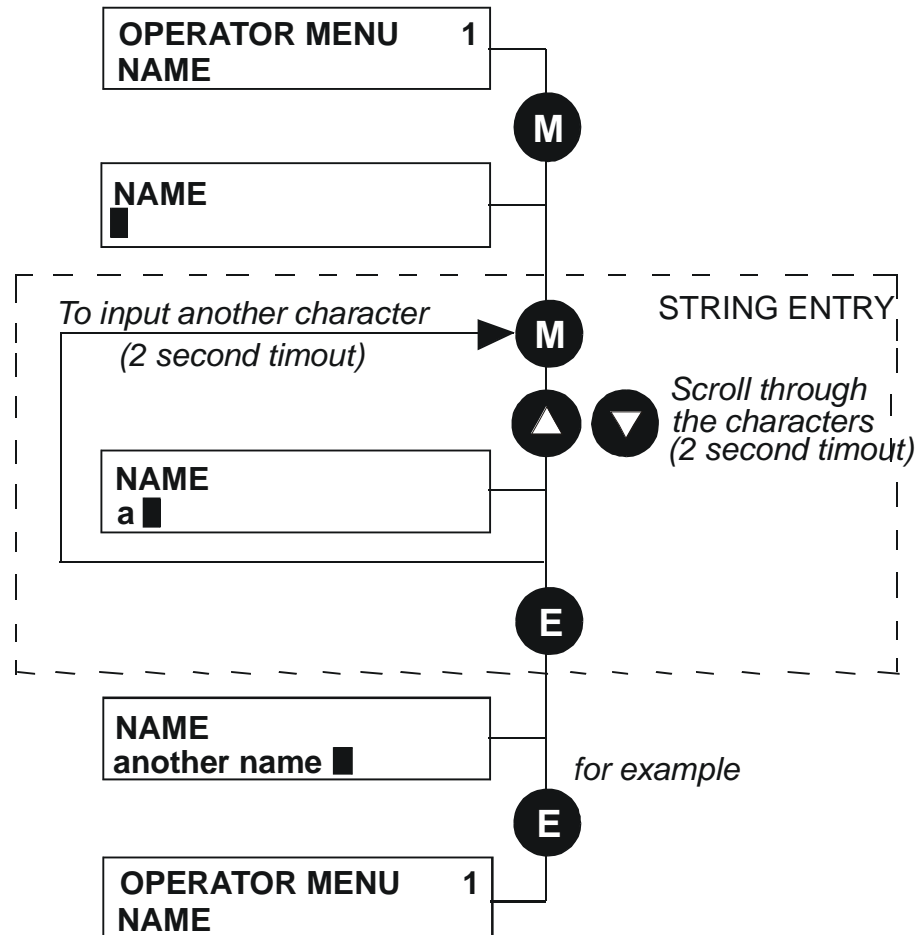 OPERATOR MENU 1
NAME
M
NAME
To input another character
(2 second timout)
STRING ENTRY
M
Scroll through
the characters
(2 second timout)
NAME
a
E
NAME
another name
for example
E
OPERATOR MENU 1
NAME